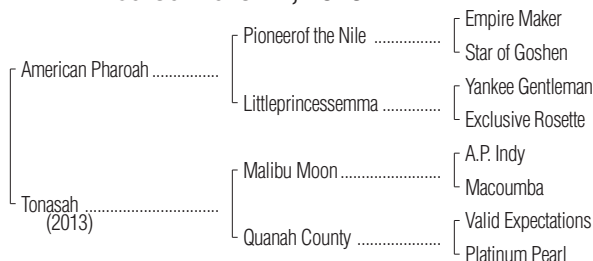 Empire Maker
Pioneerof the Nile ................
Star of Goshen
American Pharoah ................
Yankee Gentleman
Littleprincessemma ..............
Exclusive Rosette
A.P. Indy
Malibu Moon ........................
Macoumba
Tonasah ................................
(2013)
Valid Expectations
Quanah County ....................
Platinum Pearl